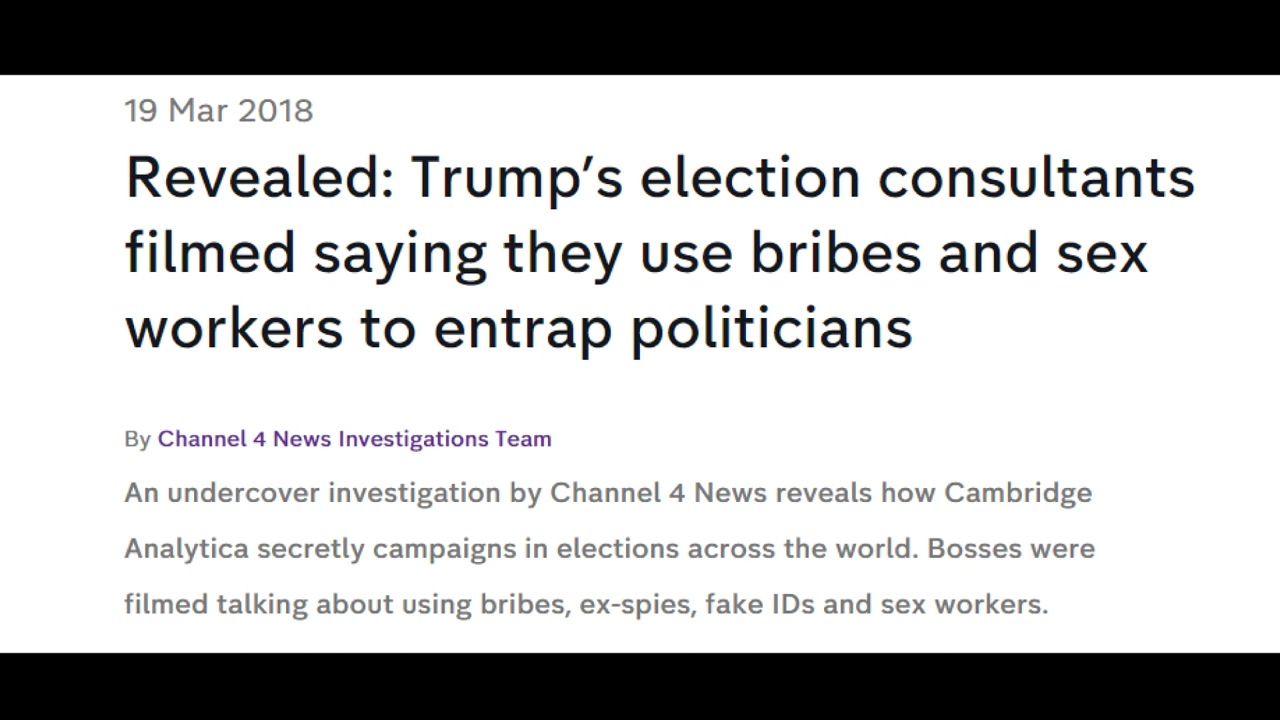 19 Mar 2018
Revealed: Trump’s election consultants
filmed saying they use bribes and sex
workers to entrap politicians
By Channel 4 News Investigations Team
An undercover investigation by Channel 4 News reveals how Cambridge
Analytica secretly campaigns in elections across the world. Bosses were
filmed talking about using bribes, ex-spies, fake IDs and sex workers.